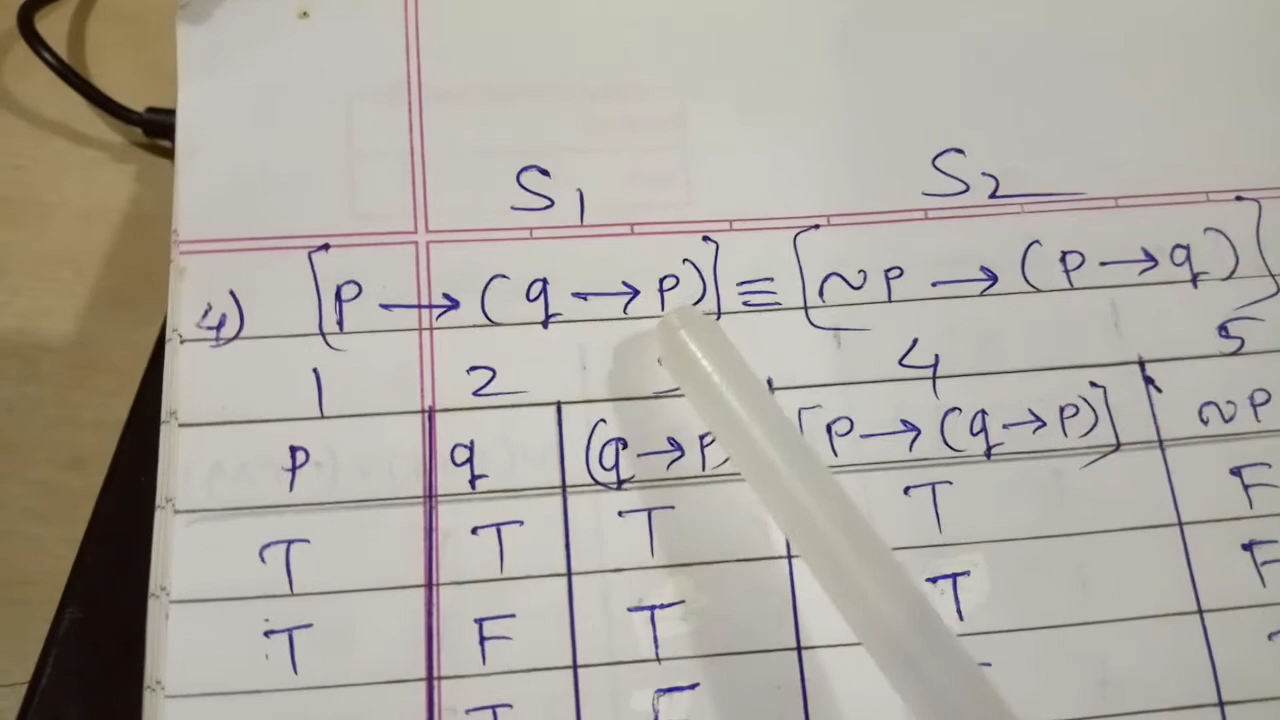 S1 S2
4) [p → (q → p)] ≡ [~p → (p → q)]
1 2 4 5
p q (q → p [p → (q → p)] ~p
T T T T F
T F T T F
T F